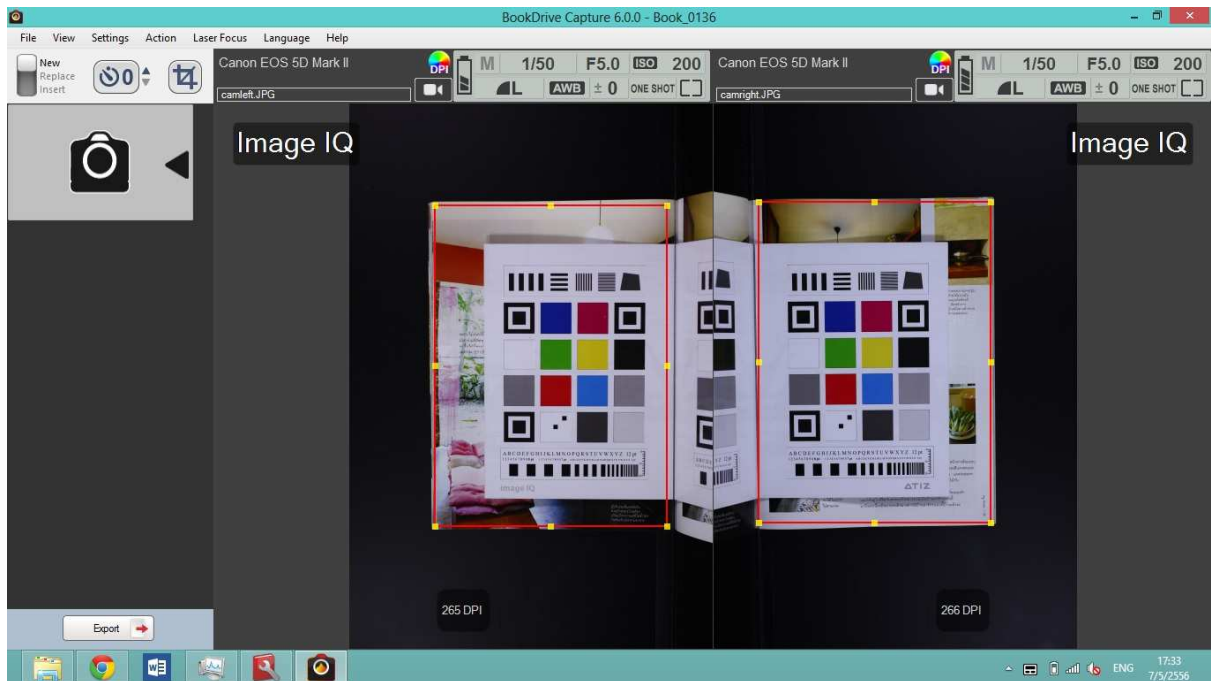 BookDrive Capture 6.0.0 - Book_0136
File View Settings Action Laser Focus Language Help
New
Replace
Insert
0
Canon EOS 5D Mark II
DPI
M 1/50 F5.0 ISO 200
camleft.JPG
L AWB ± 0 ONE SHOT
Canon EOS 5D Mark II
DPI
M 1/50 F5.0 ISO 200
camright.JPG
L AWB ± 0 ONE SHOT
Image IQ
Image IQ
ABCDEFGHIJKLMNOPQRSTUVWXYZ 12pt
Image IQ
ABCDEFGHIJKLMNOPQRSTUVWXYZ 12pt
ATIZ
265 DPI
266 DPI
Export
ENG
17:33
7/5/2556